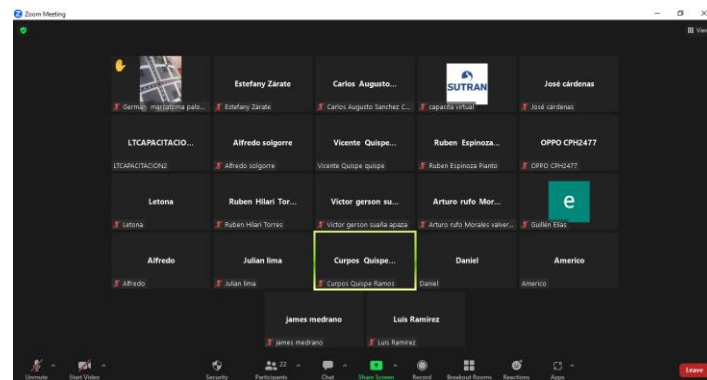 Zoom Meeting
View
German marcatoma palo...
Estefany Zárate
Estefany Zárate
Carlos Augusto...
Carlos Augusto Sanchez C...
SUTRAN
capacita virtual
José cárdenas
José cárdenas
LTCAPACITACIO...
LTCAPACITACION2
Alfredo solgorre
Alfredo solgorre
Vicente Quispe...
Vicente Quispe quispe
Ruben Espinoza...
Ruben Espinoza Pianto
OPPO CPH2477
OPPO CPH2477
Letona
Letona
Ruben Hilari Tor...
Ruben Hilari Torres
Victor gerson su...
Victor gerson suaña apaza
Arturo rufo Mor...
Arturo rufo Morales valver...
e
Guillén Elías
Alfredo
Alfredo
Julian lima
Julian lima
Curpos Quispe...
Curpos Quispe Ramos
Daniel
Daniel
Americo
Americo
james medrano
james medrano
Luis Ramirez
Luis Ramirez
Unmute
Start Video
Security
22
Participants
Chat
Share Screen
Record
Breakout Rooms
Reactions
Apps
Leave